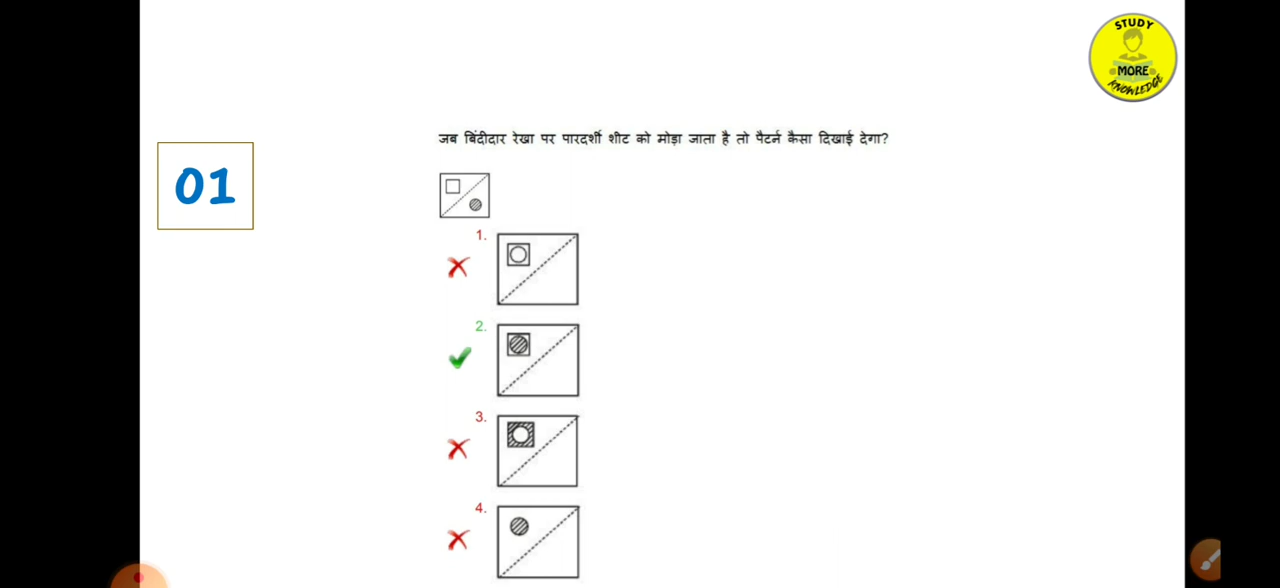 STUDY
MORE
KNOWLEDGE
जब बिंदीदार रेखा पर पारदर्शी शीट को मोड़ा जाता है तो पैटर्न कैसा दिखाई देगा?
01
1.
2.
3.
4.